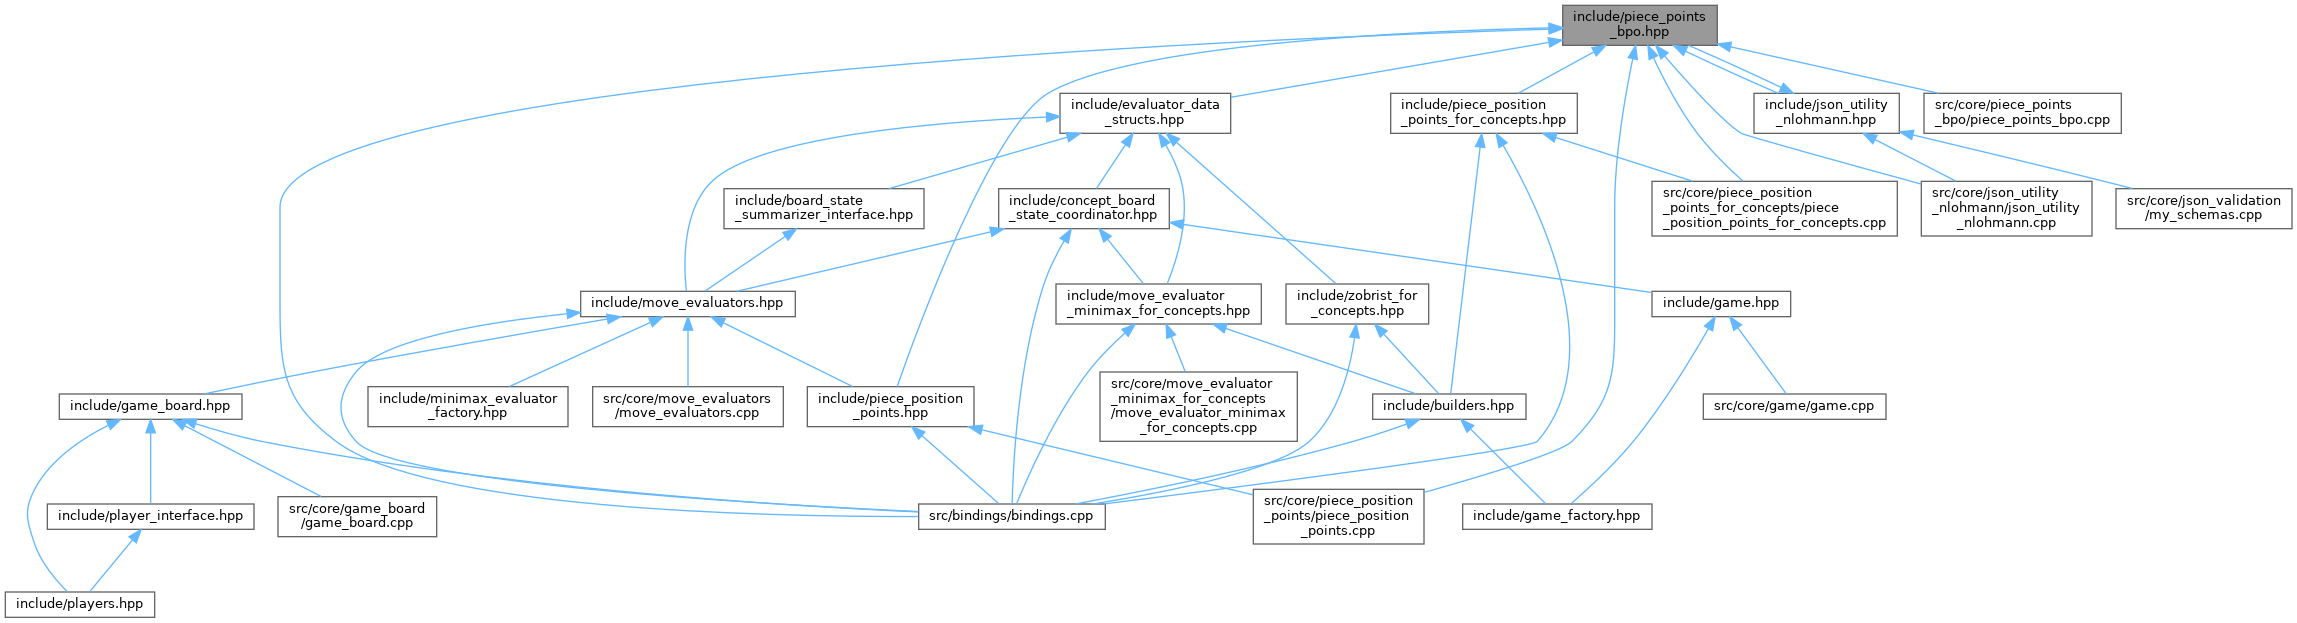 include/piece_points
_bpo.hpp
include/evaluator_data
_structs.hpp
include/piece_position
_points_for_concepts.hpp
include/json_utility
_nlohmann.hpp
src/core/piece_points
_bpo/piece_points_bpo.cpp
include/board_state
_summarizer_interface.hpp
include/concept_board
_state_coordinator.hpp
src/core/piece_position
_points_for_concepts/piece
_position_points_for_concepts.cpp
src/core/json_utility
_nlohmann/json_utility
_nlohmann.cpp
src/core/json_validation
/my_schemas.cpp
include/move_evaluators.hpp
include/move_evaluator
_minimax_for_concepts.hpp
include/zobrist_for
_concepts.hpp
include/game.hpp
include/game_board.hpp
include/minimax_evaluator
_factory.hpp
src/core/move_evaluators
/move_evaluators.cpp
include/piece_position
_points.hpp
src/core/move_evaluator
_minimax_for_concepts
/move_evaluator_minimax
_for_concepts.cpp
include/builders.hpp
src/core/game/game.cpp
include/player_interface.hpp
src/core/game_board
/game_board.cpp
src/bindings/bindings.cpp
src/core/piece_position
_points/piece_position
_points.cpp
include/game_factory.hpp
include/players.hpp